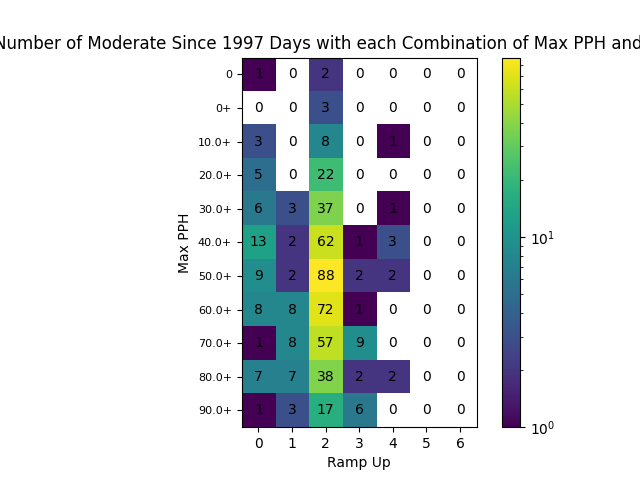 Number of Moderate Since 1997 Days with each Combination of Max PPH and
0 1 0 2 0 0 0 0
0+ 0 0 3 0 0 0 0
10.0+ 3 0 8 0 1 0 0
20.0+ 5 0 22 0 0 0 0
30.0+ 6 3 37 0 1 0 0
40.0+ 13 2 62 1 3 0 0
50.0+ 9 2 88 2 2 0 0
60.0+ 8 8 72 1 0 0 0
70.0+ 1 8 57 9 0 0 0
80.0+ 7 7 38 2 2 0 0
90.0+ 1 3 17 6 0 0 0
0 1 2 3 4 5 6
Ramp Up
Max PPH
10¹
10⁰